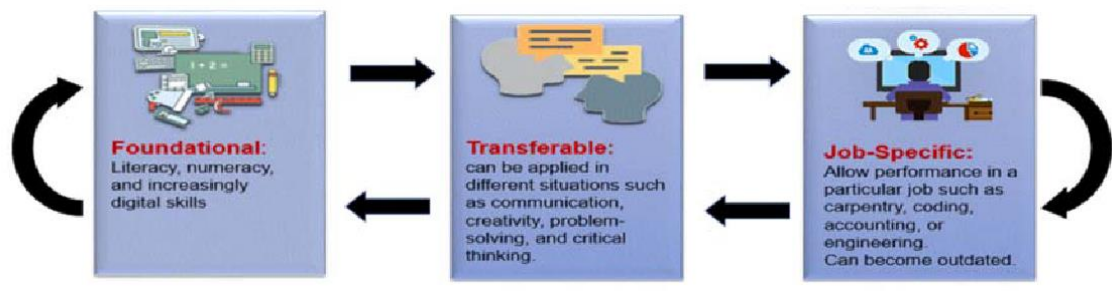 1 + 2 =
Foundational:
Literacy, numeracy,
and increasingly
digital skills
Transferable:
can be applied in
different situations such
as communication,
creativity, problem-
solving, and critical
thinking.
Job-Specific:
Allow performance in a
particular job such as
carpentry, coding,
accounting, or
engineering.
Can become outdated.